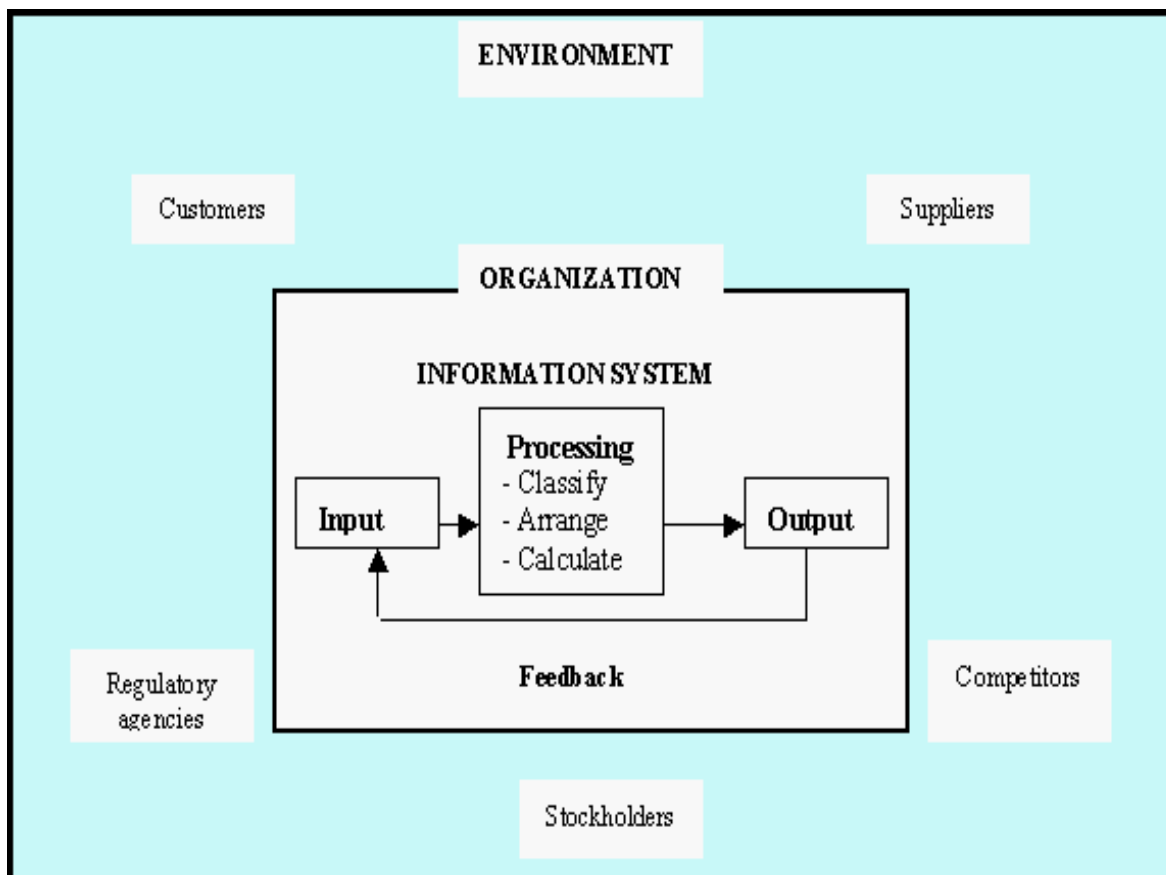 ENVIRONMENT
Customers
Suppliers
ORGANIZATION
INFORMATION SYSTEM
Processing
- Classify
- Arrange
- Calculate
Input
Output
Feedback
Regulatory
agencies
Competitors
Stockholders